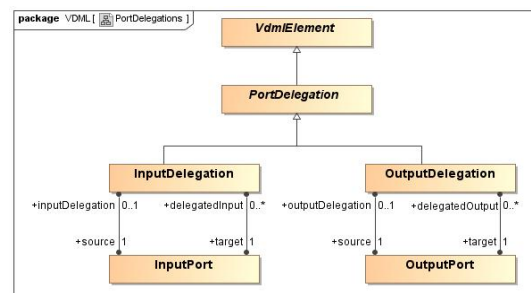 package VDML [ PortDelegations ]
VdmlElement
PortDelegation
InputDelegation
OutputDelegation
+inputDelegation 0..1 +delegatedInput 0..*
+outputDelegation 0..1 +delegatedOutput 0..*
+source 1 +target 1
+source 1 +target 1
InputPort
OutputPort